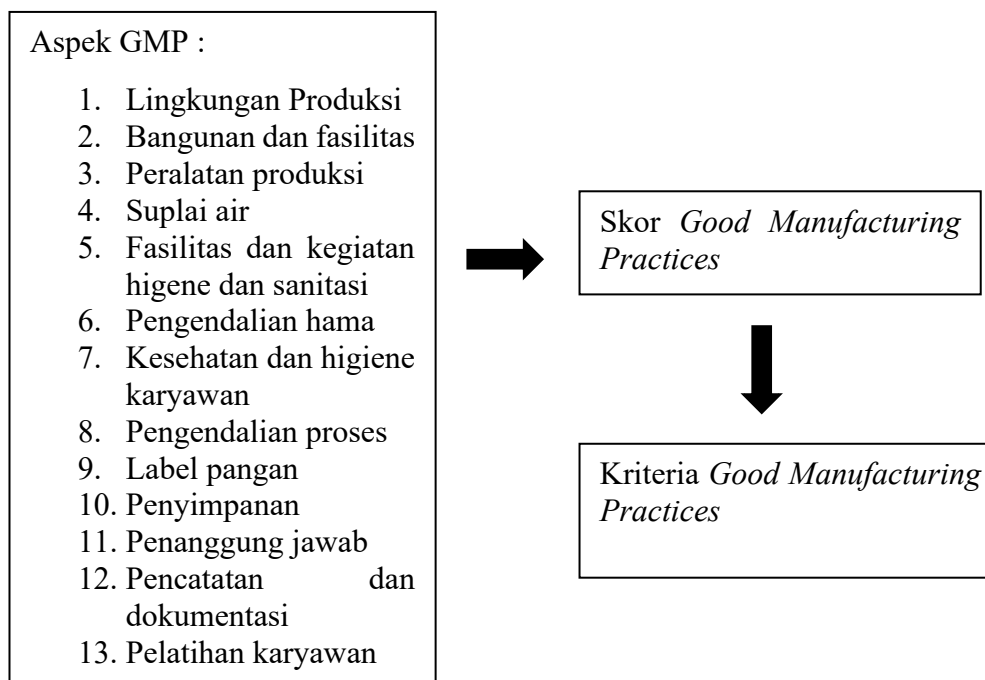 Aspek GMP :
1. Lingkungan Produksi
2. Bangunan dan fasilitas
3. Peralatan produksi
4. Suplai air
5. Fasilitas dan kegiatan
higene dan sanitasi
6. Pengendalian hama
7. Kesehatan dan higiene
karyawan
8. Pengendalian proses
9. Label pangan
10. Penyimpanan
11. Penanggung jawab
12. Pencatatan dan
dokumentasi
13. Pelatihan karyawan
Skor Good Manufacturing
Practices
Kriteria Good Manufacturing
Practices